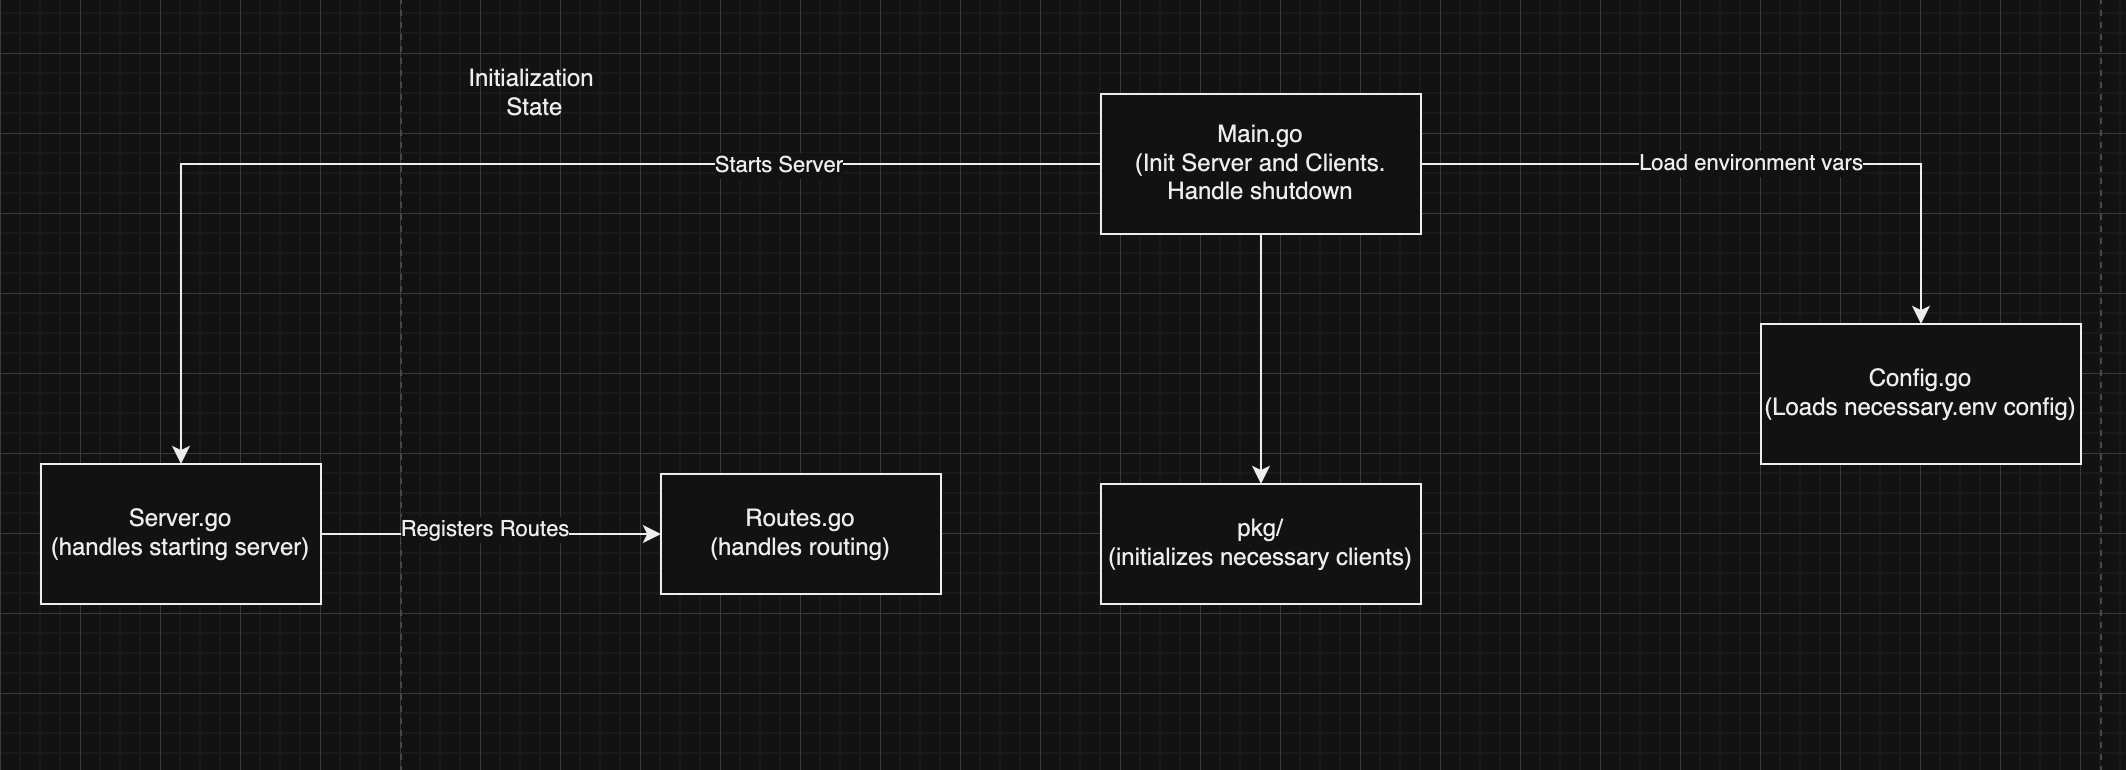 Initialization
State
Main.go
(Init Server and Clients.
Handle shutdown
Starts Server
Load environment vars
Config.go
(Loads necessary.env config)
Server.go
(handles starting server)
Registers Routes
Routes.go
(handles routing)
pkg/
(initializes necessary clients)